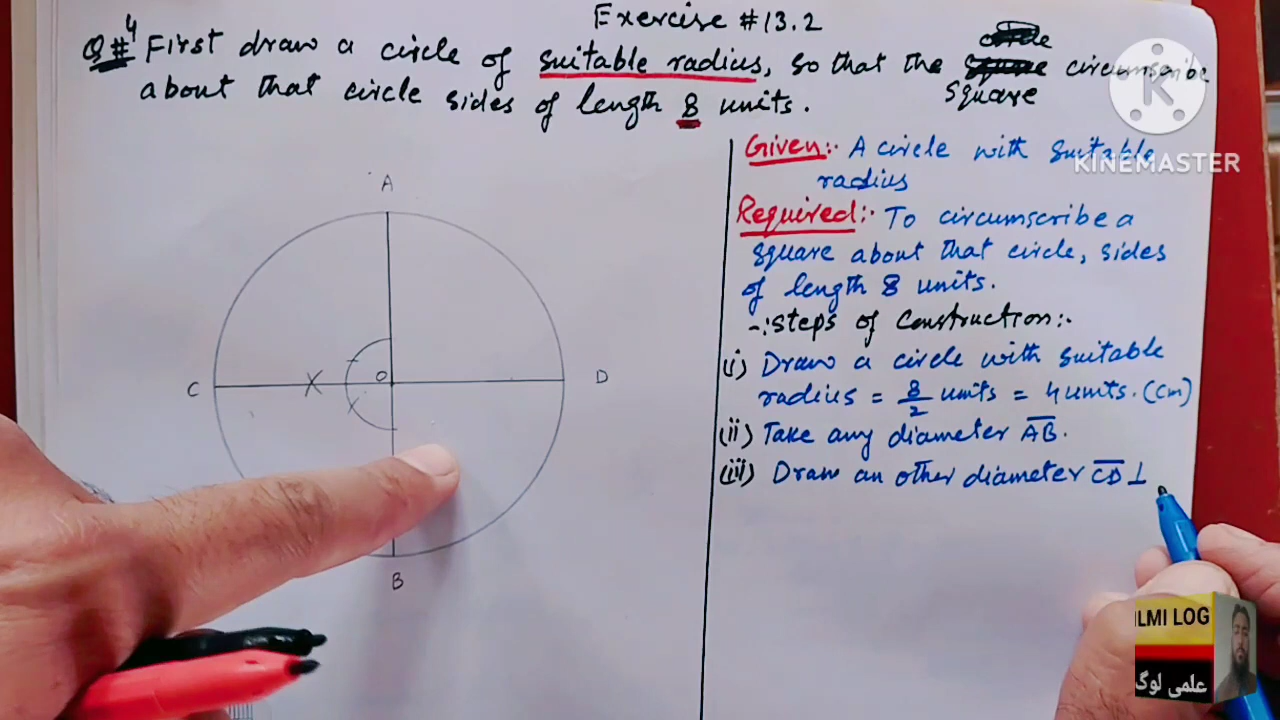 Exercise #13.2
Q#4 First draw a circle of suitable radius, so that the circumscribe
square
about that circle sides of length 8 units.
KINEMASTER
Given:- A circle with suitable
radius
Required:- To circumscribe a
square about that circle, sides
of length 8 units.
-:Steps of Construction:-
(i) Draw a circle with suitable
radius = 8/2 units = 4 units. (cm)
(ii) Take any diameter AB.
(iii) Draw an other diameter CD ⊥
A
C
O
D
B
ILMI LOG
علمی لوگ